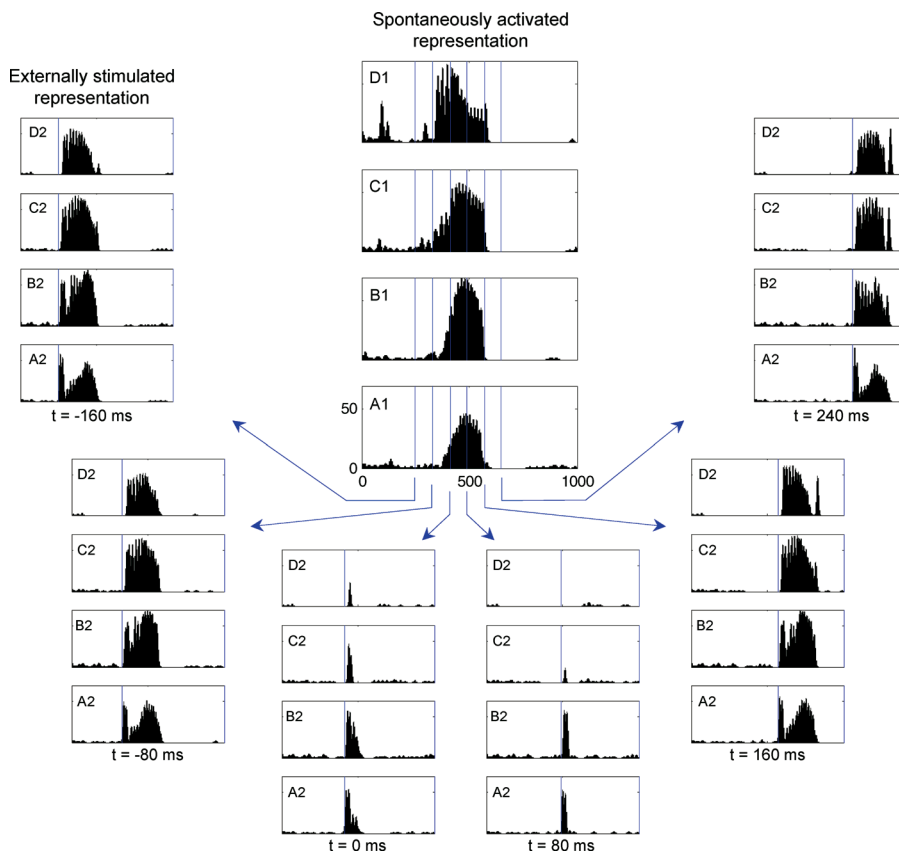 Spontaneously activated
representation
Externally stimulated
representation
D1
C1
B1
50
A1
0
0 500 1000
D2
C2
B2
A2
t = -160 ms
D2
C2
B2
A2
t = 240 ms
D2
C2
B2
A2
t = -80 ms
D2
C2
B2
A2
t = 0 ms
D2
C2
B2
A2
t = 80 ms
D2
C2
B2
A2
t = 160 ms